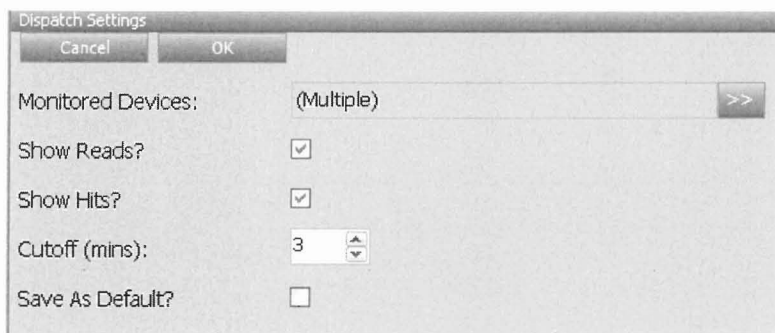 Dispatch Settings
Cancel OK
Monitored Devices: (Multiple) >>
Show Reads?
Show Hits?
Cutoff (mins): 3
Save As Default?